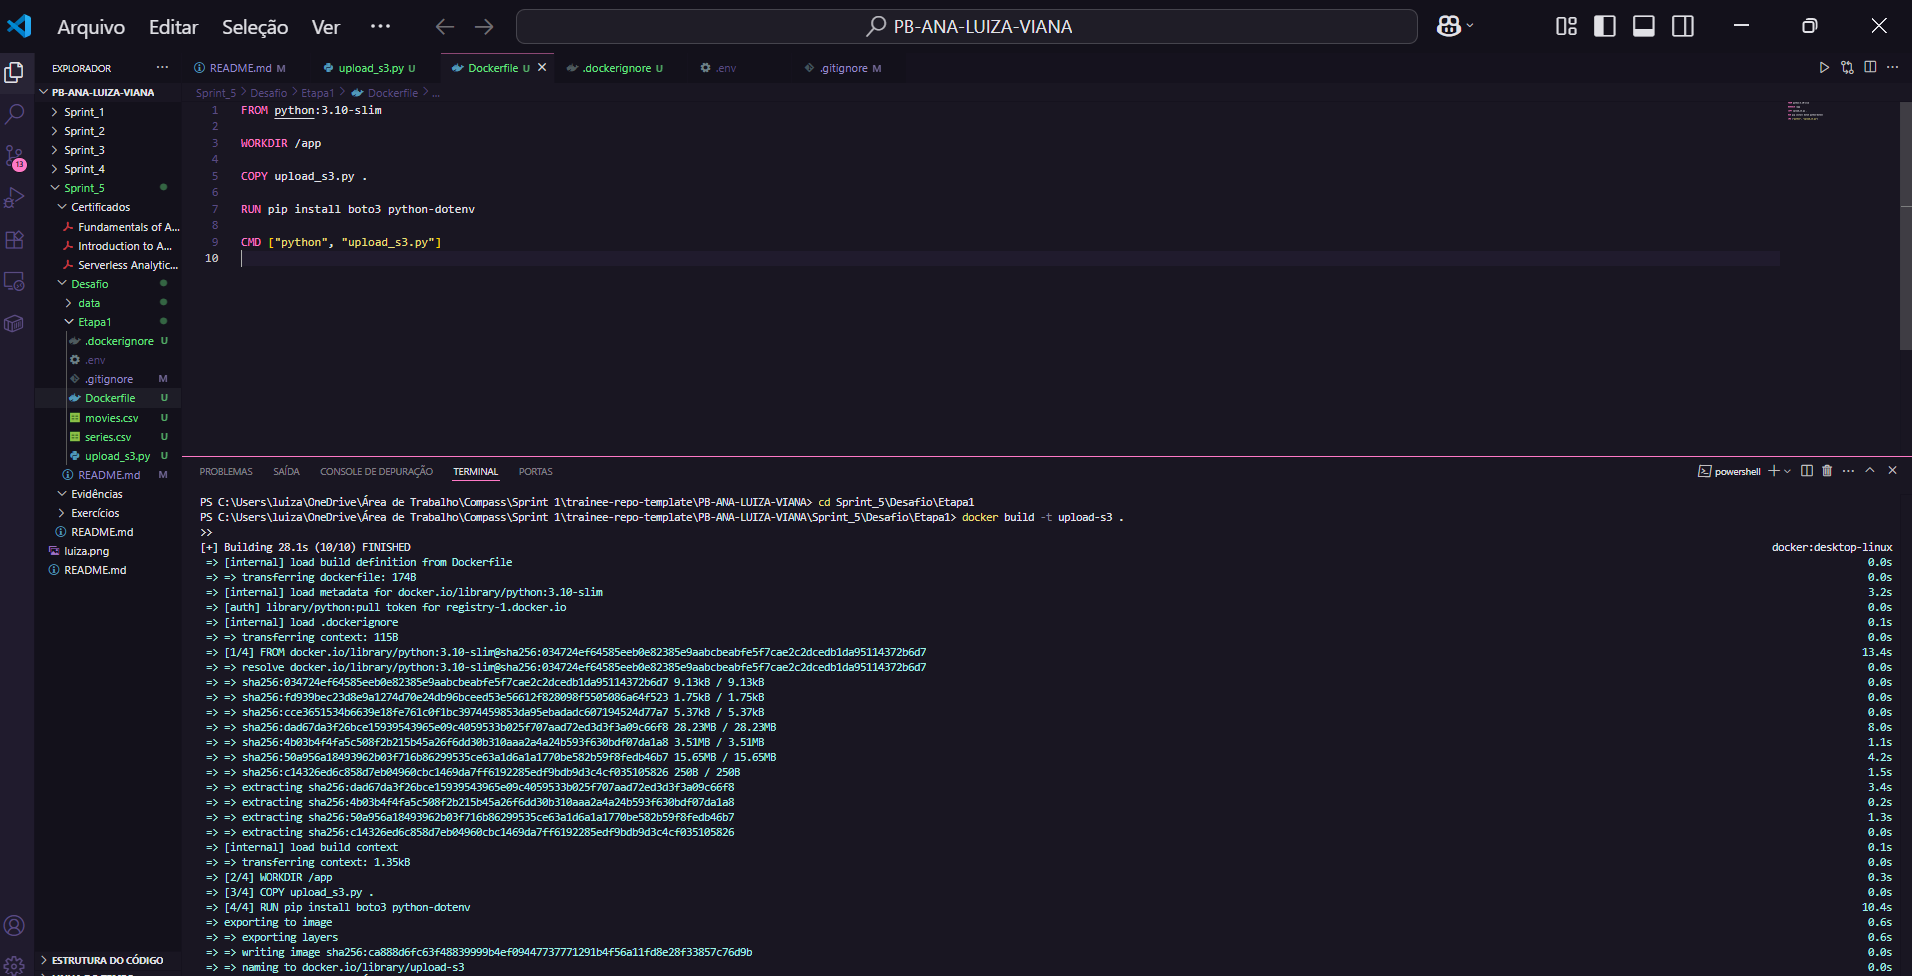 Arquivo Editar Seleção Ver ··· PB-ANA-LUIZA-VIANA
EXPLORADOR ···
README.md M upload_s3.py U Dockerfile U .dockerignore U .env .gitignore M
PB-ANA-LUIZA-VIANA
Sprint_1
Sprint_2
Sprint_3
Sprint_4
Sprint_5
Certificados
Fundamentals of A...
Introduction to A...
Serverless Analytic...
Desafio
data
Etapa1
.dockerignore U
.env
.gitignore M
Dockerfile U
movies.csv U
series.csv U
upload_s3.py U
README.md M
Evidências
Exercícios
README.md
luiza.png
README.md
ESTRUTURA DO CÓDIGO
13
Sprint_5 > Desafio > Etapa1 > Dockerfile > ...
1 FROM python:3.10-slim
2
3 WORKDIR /app
4
5 COPY upload_s3.py .
6
7 RUN pip install boto3 python-dotenv
8
9 CMD ["python", "upload_s3.py"]
10
PROBLEMAS SAÍDA CONSOLE DE DEPURAÇÃO TERMINAL PORTAS powershell
PS C:\Users\luiza\OneDrive\Área de Trabalho\Compass\Sprint 1\trainee-repo-template\PB-ANA-LUIZA-VIANA> cd Sprint_5\Desafio\Etapa1
PS C:\Users\luiza\OneDrive\Área de Trabalho\Compass\Sprint 1\trainee-repo-template\PB-ANA-LUIZA-VIANA\Sprint_5\Desafio\Etapa1> docker build -t upload-s3 .
>>
[+] Building 28.1s (10/10) FINISHED docker:desktop-linux
=> [internal] load build definition from Dockerfile 0.0s
=> => transferring dockerfile: 174B 0.0s
=> [internal] load metadata for docker.io/library/python:3.10-slim 3.2s
=> [auth] library/python:pull token for registry-1.docker.io 0.0s
=> [internal] load .dockerignore 0.1s
=> => transferring context: 115B 0.0s
=> [1/4] FROM docker.io/library/python:3.10-slim@sha256:034724ef64585eeb0e82385e9aabcbeabfe5f7cae2c2dcedb1da95114372b6d7 13.4s
=> => resolve docker.io/library/python:3.10-slim@sha256:034724ef64585eeb0e82385e9aabcbeabfe5f7cae2c2dcedb1da95114372b6d7 0.0s
=> => sha256:034724ef64585eeb0e82385e9aabcbeabfe5f7cae2c2dcedb1da95114372b6d7 9.13kB / 9.13kB 0.0s
=> => sha256:fd939bec23d8e9a1274d70e24db96bceed53e56612f828098f5505086a64f523 1.75kB / 1.75kB 0.0s
=> => sha256:cce3651534b6639e18fe761c0f1bc3974459853da95ebadadc607194524d77a7 5.37kB / 5.37kB 0.0s
=> => sha256:dad67da3f26bce15939543965e09c4059533b025f707aad72ed3d3f3a09c66f8 28.23MB / 28.23MB 8.0s
=> => sha256:4b03b4f4fa5c508f2b215b45a26f6dd30b310aaa2a4a24b593f630bdf07da1a8 3.51MB / 3.51MB 1.1s
=> => sha256:50a956a18493962b03f716b86299535ce63a1d6a1a1770be582b59f8fedb46b7 15.65MB / 15.65MB 4.2s
=> => sha256:c14326ed6c858d7eb04960cbc1469da7ff6192285edf9bdb9d3c4cf035105826 250B / 250B 1.5s
=> => extracting sha256:dad67da3f26bce15939543965e09c4059533b025f707aad72ed3d3f3a09c66f8 3.4s
=> => extracting sha256:4b03b4f4fa5c508f2b215b45a26f6dd30b310aaa2a4a24b593f630bdf07da1a8 0.2s
=> => extracting sha256:50a956a18493962b03f716b86299535ce63a1d6a1a1770be582b59f8fedb46b7 1.3s
=> => extracting sha256:c14326ed6c858d7eb04960cbc1469da7ff6192285edf9bdb9d3c4cf035105826 0.0s
=> [internal] load build context 0.1s
=> => transferring context: 1.35kB 0.0s
=> [2/4] WORKDIR /app 0.3s
=> [3/4] COPY upload_s3.py . 0.0s
=> [4/4] RUN pip install boto3 python-dotenv 10.4s
=> exporting to image 0.6s
=> => exporting layers 0.6s
=> => writing image sha256:ca888d6fc63f48839999b4ef09447737771291b4f56a11fd8e28f33857c76d9b 0.0s
=> => naming to docker.io/library/upload-s3 0.0s